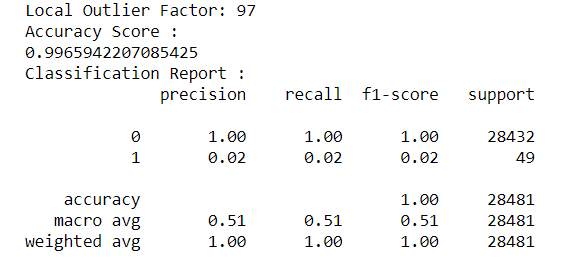 Local Outlier Factor: 97
Accuracy Score :
0.9965942207085425
Classification Report :
precision recall f1-score support
0 1.00 1.00 1.00 28432
1 0.02 0.02 0.02 49
accuracy 1.00 28481
macro avg 0.51 0.51 0.51 28481
weighted avg 1.00 1.00 1.00 28481